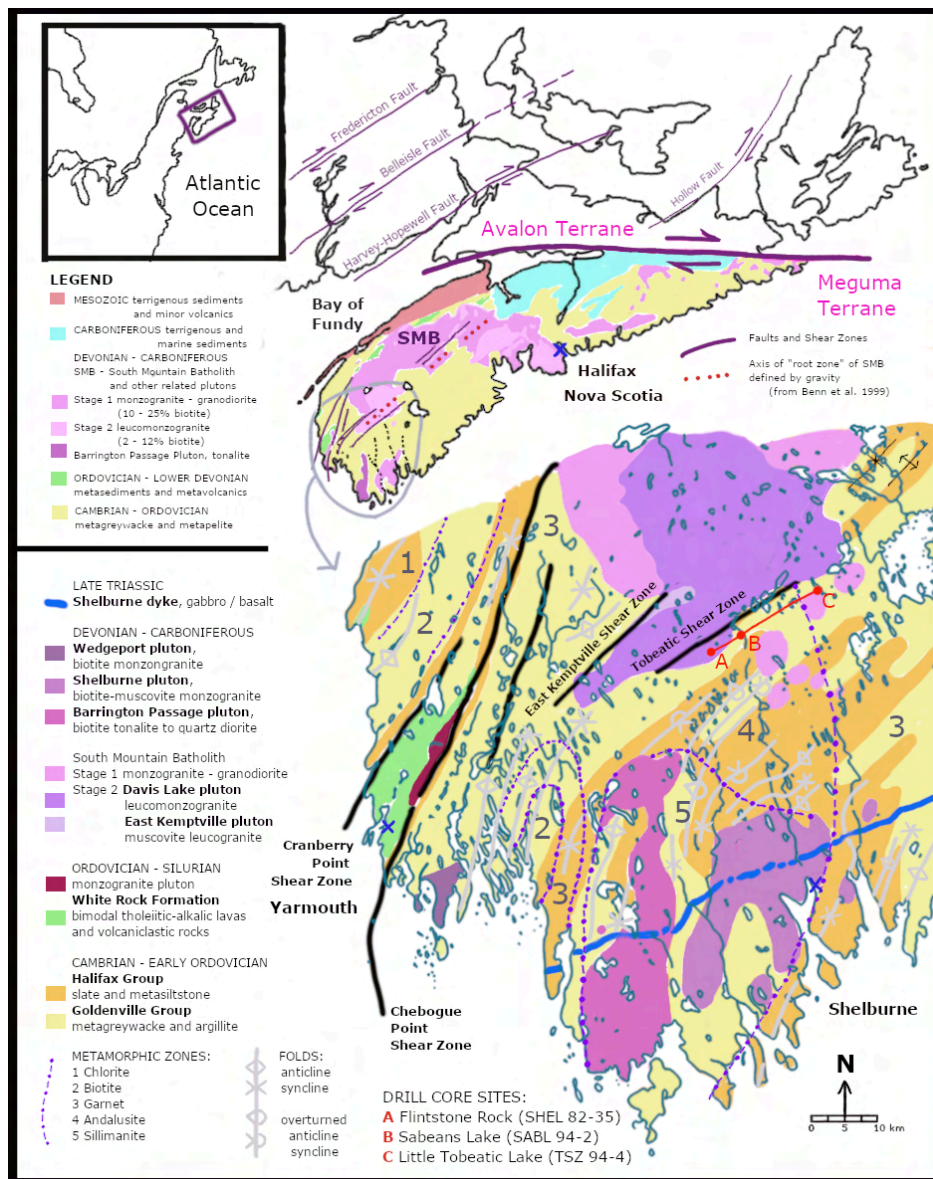 Atlantic
Ocean
Fredericton Fault
Belleisle Fault
Harvey-Hopewell Fault
Hollow Fault
Avalon Terrane
Meguma
Terrane
Bay of
Fundy
SMB
Halifax
Nova Scotia
Faults and Shear Zones
Axis of "root zone" of SMB
defined by gravity
(from Benn et al. 1999)
LEGEND
MESOZOIC terrigenous sediments
and minor volcanics
CARBONIFEROUS terrigenous and
marine sediments
DEVONIAN - CARBONIFEROUS
SMB - South Mountain Batholith
and other related plutons
Stage 1 monzogranite - granodiorite
(10 - 25% biotite)
Stage 2 leucomonzogranite
(2 - 12% biotite)
Barrington Passage Pluton, tonalite
ORDOVICIAN - LOWER DEVONIAN
metasediments and metavolcanics
CAMBRIAN - ORDOVICIAN
metagreywacke and metapelite
LATE TRIASSIC
Shelburne dyke, gabbro / basalt
DEVONIAN - CARBONIFEROUS
Wedgeport pluton,
biotite monzongranite
Shelburne pluton,
biotite-muscovite monzogranite
Barrington Passage pluton,
biotite tonalite to quartz diorite
South Mountain Batholith
Stage 1 monzogranite - granodiorite
Stage 2 Davis Lake pluton
leucomonzogranite
East Kemptville pluton
muscovite leucogranite
ORDOVICIAN - SILURIAN
monzogranite pluton
White Rock Formation
bimodal tholeiitic-alkalic lavas
and volcaniclastic rocks
CAMBRIAN - EARLY ORDOVICIAN
Halifax Group
slate and metasiltstone
Goldenville Group
metagreywacke and argillite
METAMORPHIC ZONES:
1 Chlorite
2 Biotite
3 Garnet
4 Andalusite
5 Sillimanite
FOLDS:
anticline
syncline
overturned
anticline
syncline
1
2
3
East Kemptville Shear Zone
Tobeatic Shear Zone
A
B
C
4
3
5
2
3
Cranberry
Point
Shear Zone
Yarmouth
Chebogue
Point
Shear Zone
Shelburne
N
0 5 10 km
DRILL CORE SITES:
A Flintstone Rock (SHEL 82-35)
B Sabeans Lake (SABL 94-2)
C Little Tobeatic Lake (TSZ 94-4)